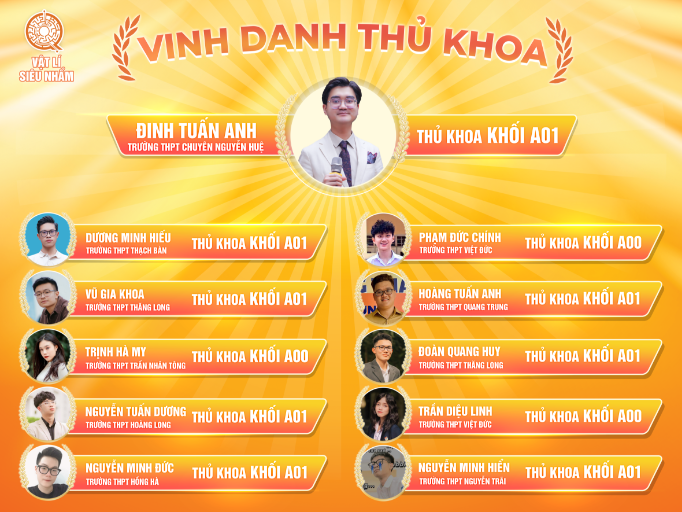 VẬT LÍ
SIÊU NHẨM
VINH DANH THỦ KHOA
ĐINH TUẤN ANH
TRƯỜNG THPT CHUYÊN NGUYỄN HUỆ
THỦ KHOA KHỐI A01
DƯƠNG MINH HIẾU
TRƯỜNG THPT THẠCH BÀN
THỦ KHOA KHỐI A01
PHẠM ĐỨC CHÍNH
TRƯỜNG THPT VIỆT ĐỨC
THỦ KHOA KHỐI A00
VŨ GIA KHOA
TRƯỜNG THPT THĂNG LONG
THỦ KHOA KHỐI A01
HOÀNG TUẤN ANH
TRƯỜNG THPT QUANG TRUNG
THỦ KHOA KHỐI A01
TRỊNH HÀ MY
TRƯỜNG THPT TRẦN NHÂN TÔNG
THỦ KHOA KHỐI A00
ĐOÀN QUANG HUY
TRƯỜNG THPT THĂNG LONG
THỦ KHOA KHỐI A01
NGUYỄN TUẤN DƯƠNG
TRƯỜNG THPT HOÀNG LONG
THỦ KHOA KHỐI A01
TRẦN DIỆU LINH
TRƯỜNG THPT VIỆT ĐỨC
THỦ KHOA KHỐI A00
NGUYỄN MINH ĐỨC
TRƯỜNG THPT HỒNG HÀ
THỦ KHOA KHỐI A01
NGUYỄN MINH HIỂN
TRƯỜNG THPT NGUYỄN TRÃI
THỦ KHOA KHỐI A01